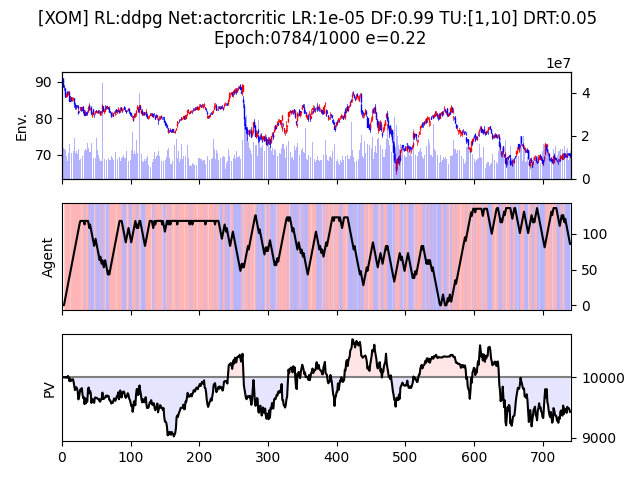 [XOM] RL:ddpg Net:actorcritic LR:1e-05 DF:0.99 TU:[1,10] DRT:0.05
Epoch:0784/1000 e=0.22
1e7
90
80
70
Env.
4
2
0
Agent
100
50
0
PV
10000
9000
0 100 200 300 400 500 600 700